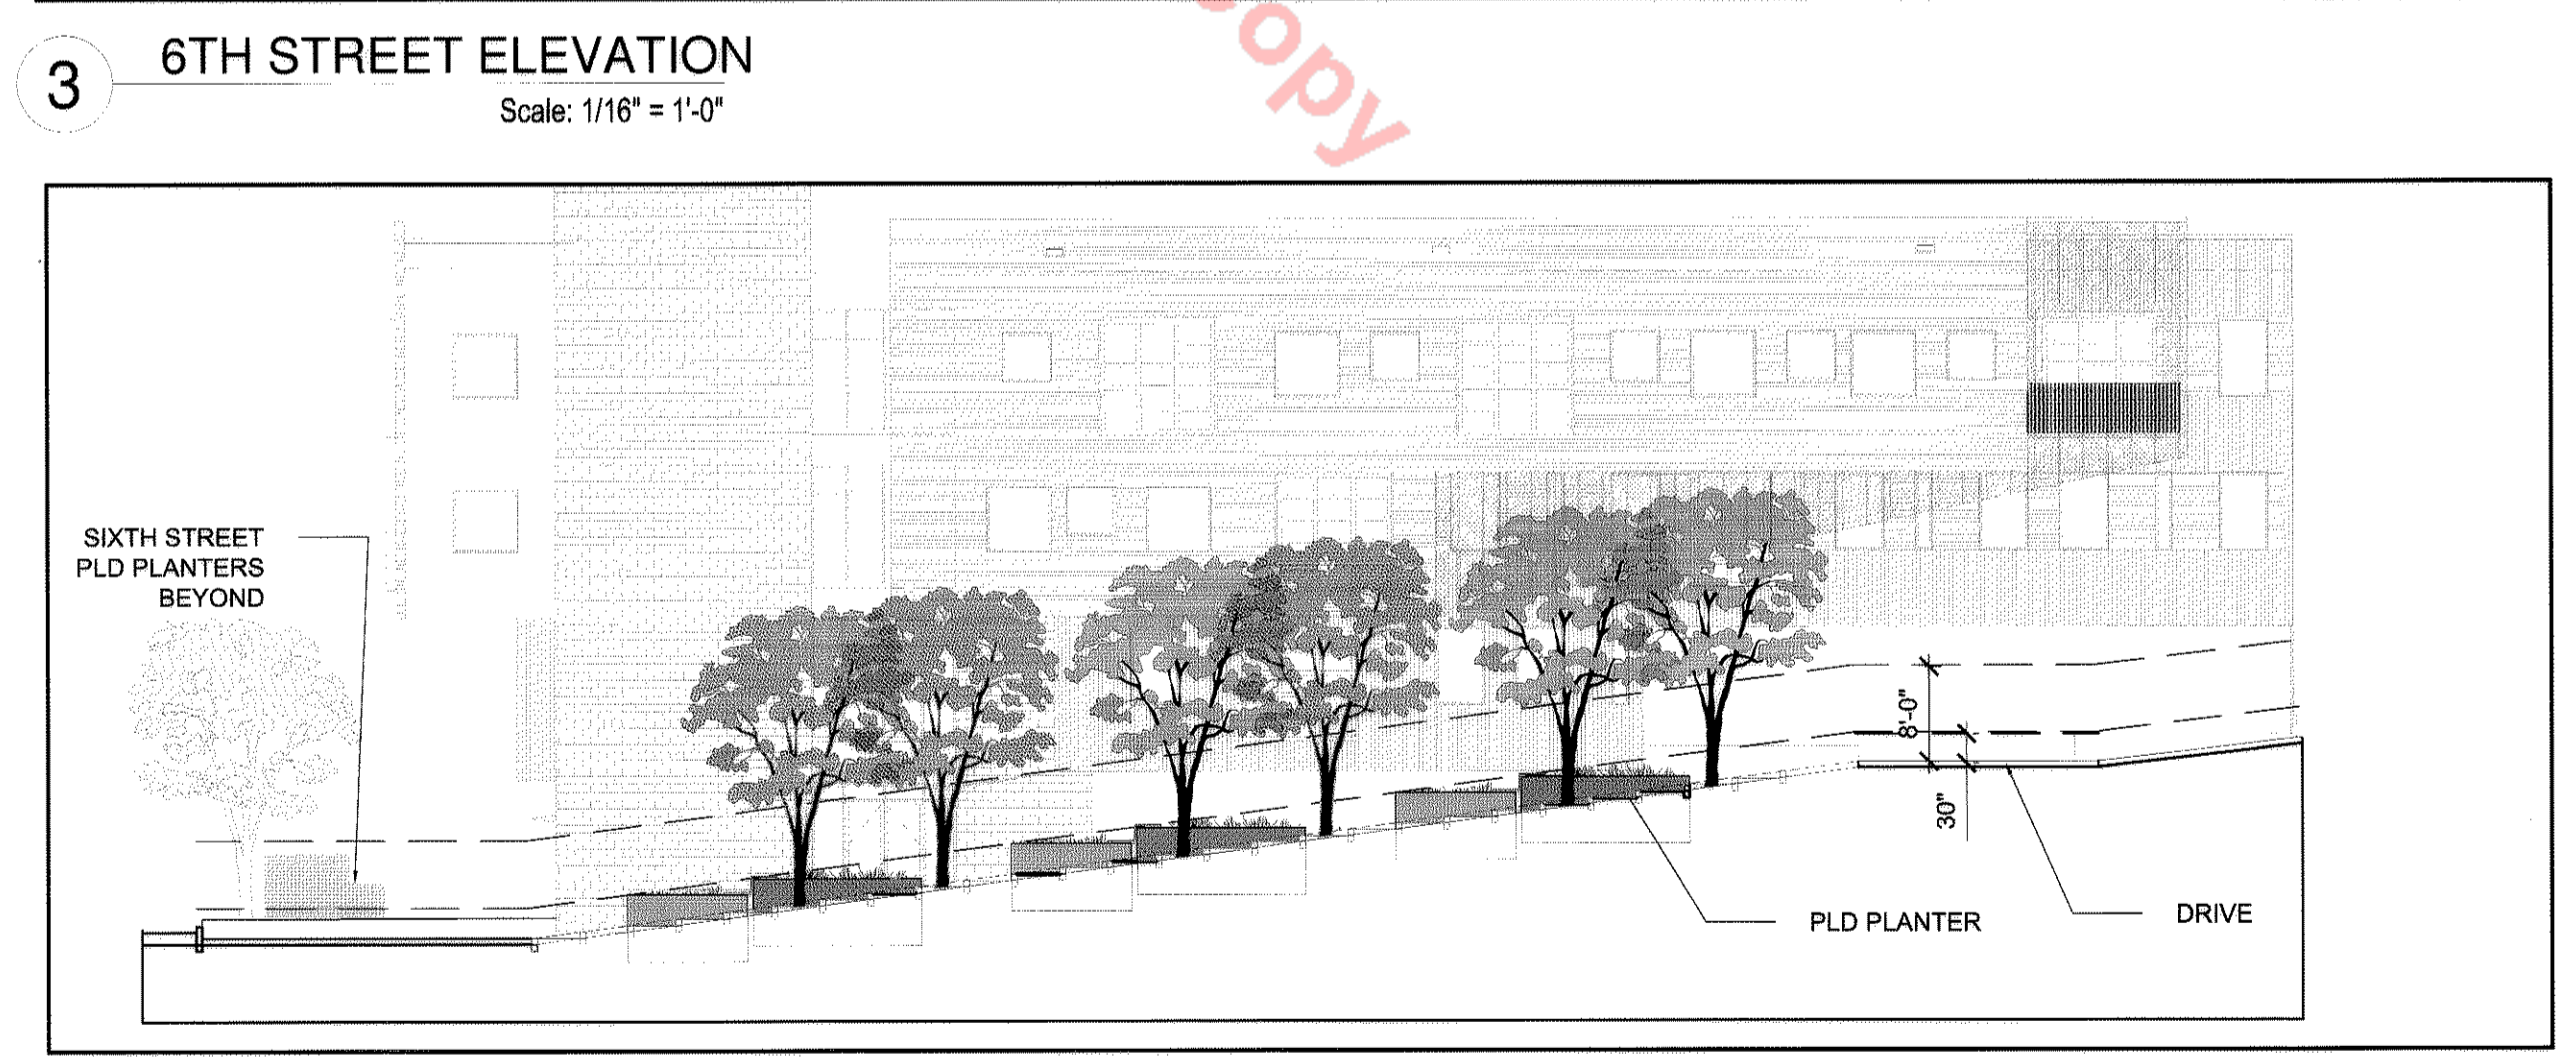 opy
3
6TH STREET ELEVATION
Scale: 1/16" = 1'-0"
SIXTH STREET
PLD PLANTERS
BEYOND
8'-0"
30"
PLD PLANTER
DRIVE